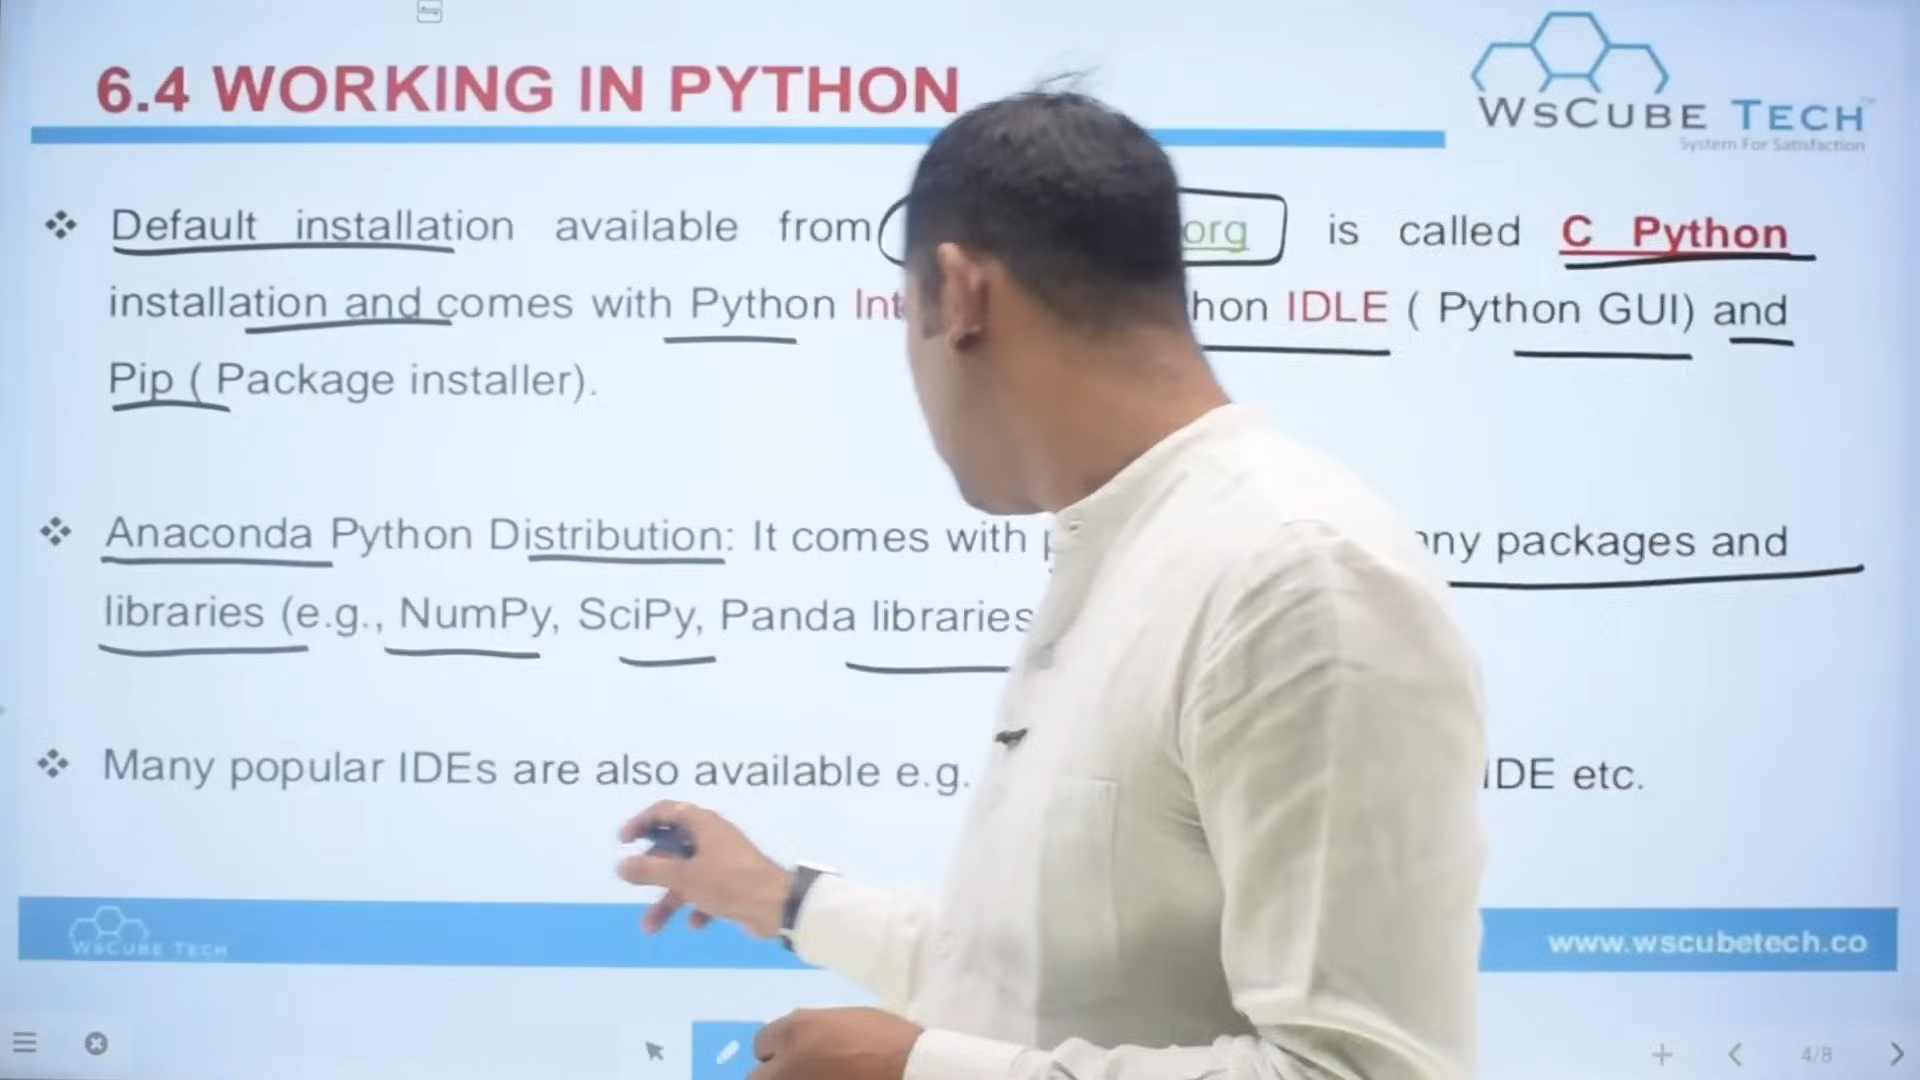 6.4 WORKING IN PYTHON
WSCUBE TECH
System For Satisfaction
❖ Default installation available from org is called C Python
installation and comes with Python IDLE ( Python GUI) and
Pip ( Package installer).
❖ Anaconda Python Distribution: It comes with packages and
libraries (e.g., NumPy, SciPy, Panda libraries
❖ Many popular IDEs are also available e.g. IDE etc.
WSCUBE TECH
www.wscubetech.co
4/8